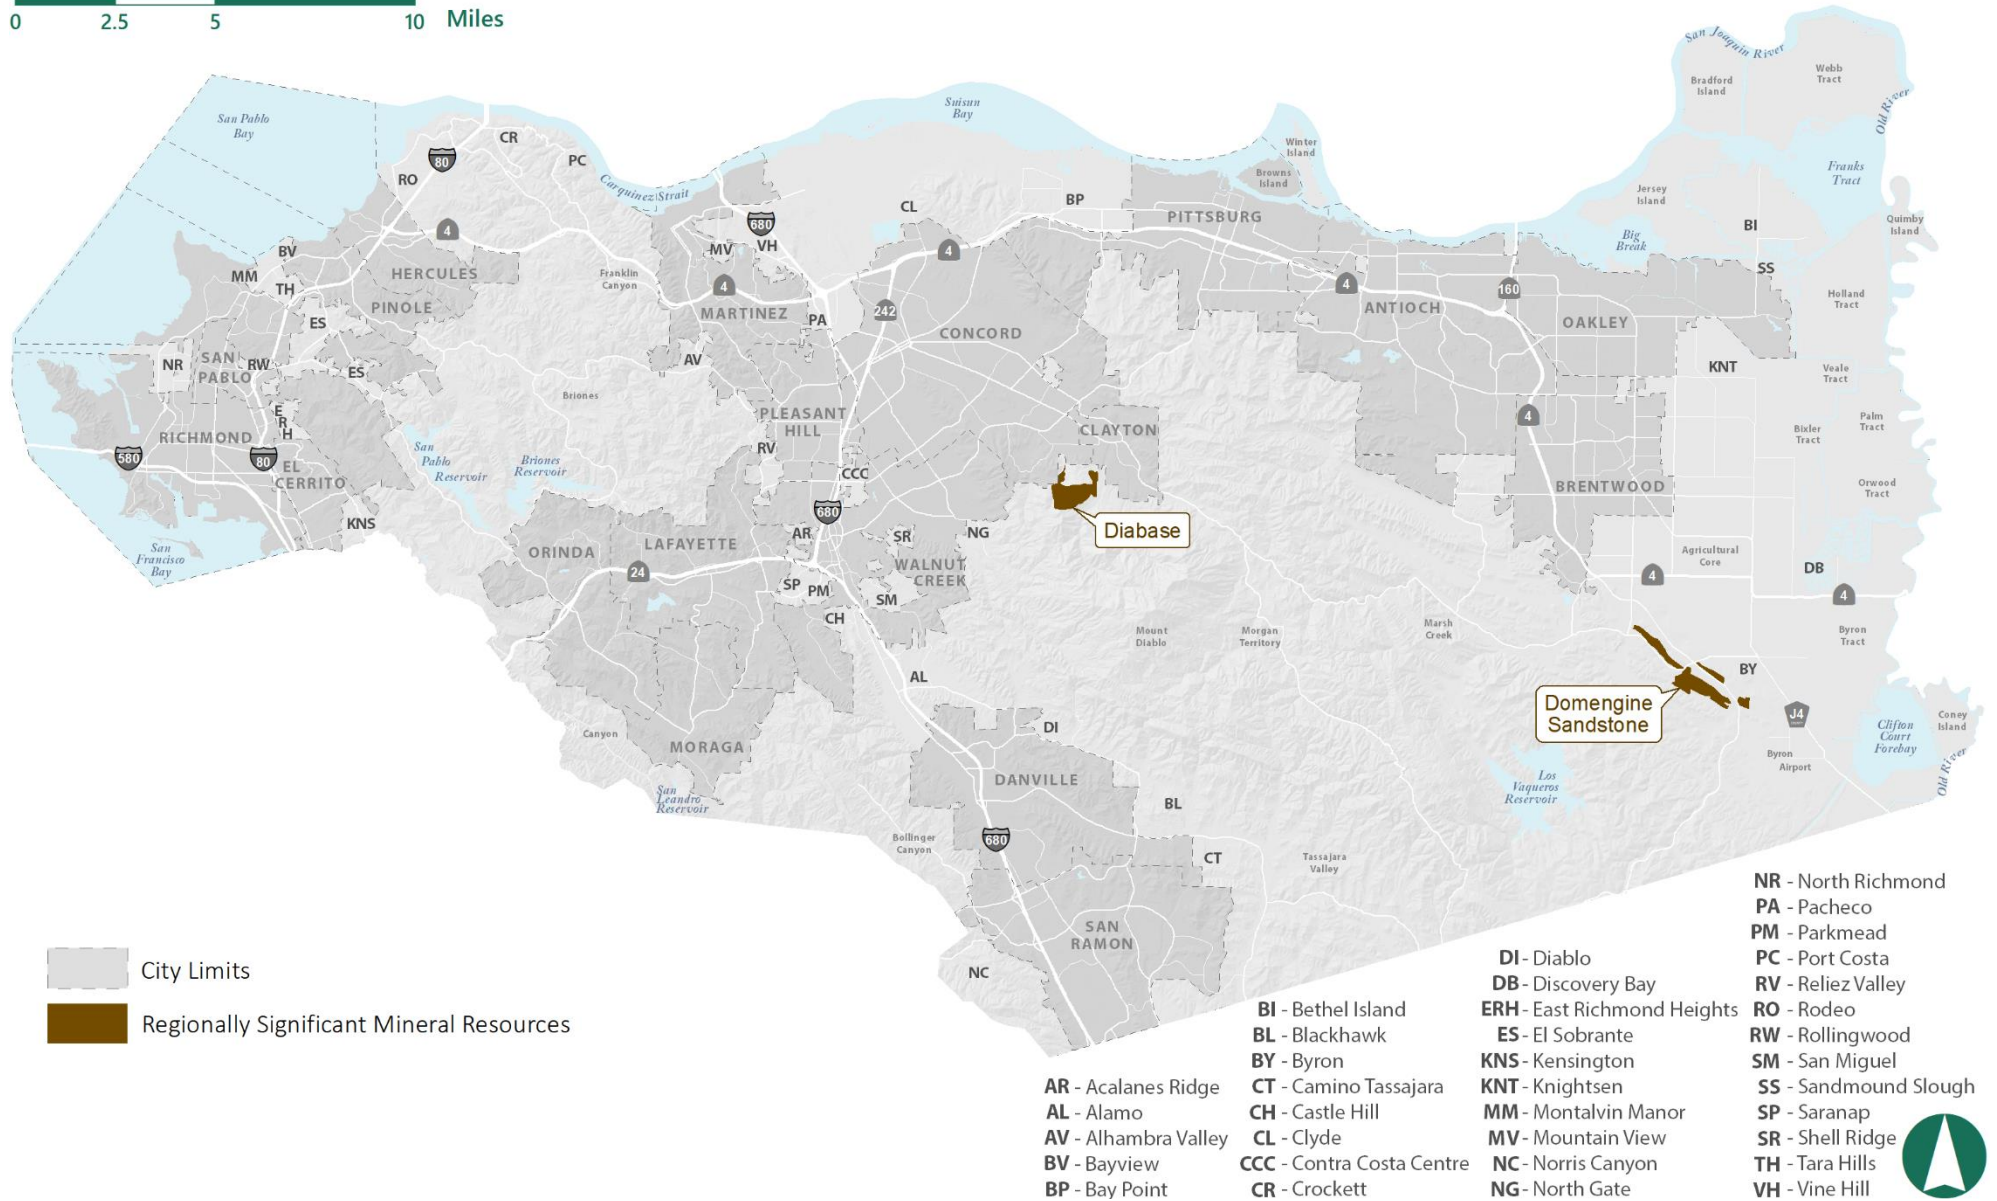 0 2.5 5 10 Miles
San Joaquin River
Webb
Tract
Bradford
Island
Old River
San Pablo
Bay
Suisun
Bay
CR
80
PC
RO
Carquinez Strait
Winter
Island
Browns
Island
Franks
Tract
Jersey
Island
BI
Quimby
Island
CL
BP
PITTSBURG
680
4
MV
VH
4
BV
Big
Break
SS
MM
TH
HERCULES
Franklin
Canyon
4
4
160
Holland
Tract
PINOLE
MARTINEZ
242
PA
ES
CONCORD
ANTIOCH
OAKLEY
NR
SAN
PABLO
RW
ES
AV
KNT
Veale
Tract
Briones
E
R
H
PLEASANT
HILL
CLAYTON
4
Palm
Tract
Bixler
Tract
RICHMOND
580
80
EL
CERRITO
San
Pablo
Reservoir
Briones
Reservoir
RV
CCC
BRENTWOOD
Orwood
Tract
KNS
680
San
Francisco
Bay
ORINDA
LAFAYETTE
AR
SR
NG
Diabase
Agricultural
Core
WALNUT
CREEK
24
SP
PM
SM
4
DB
4
CH
Mount
Diablo
Morgan
Territory
Marsh
Creek
Byron
Tract
AL
BY
Domengine
Sandstone
J4
Clifton
Court
Forebay
Coney
Island
Old River
DI
Canyon
MORAGA
Byron
Airport
DANVILLE
San
Leandro
Reservoir
Los
Vaqueros
Reservoir
BL
Bollinger
Canyon
680
CT
Tassajara
Valley
SAN
RAMON
NC
City Limits
Regionally Significant Mineral Resources
AR - Acalanes Ridge
AL - Alamo
AV - Alhambra Valley
BV - Bayview
BP - Bay Point
BI - Bethel Island
BL - Blackhawk
BY - Byron
CT - Camino Tassajara
CH - Castle Hill
CL - Clyde
CCC - Contra Costa Centre
CR - Crockett
DI - Diablo
DB - Discovery Bay
ERH - East Richmond Heights
ES - El Sobrante
KNS - Kensington
KNT - Knightsen
MM - Montalvin Manor
MV - Mountain View
NC - Norris Canyon
NG - North Gate
NR - North Richmond
PA - Pacheco
PM - Parkmead
PC - Port Costa
RV - Reliez Valley
RO - Rodeo
RW - Rollingwood
SM - San Miguel
SS - Sandmound Slough
SP - Saranap
SR - Shell Ridge
TH - Tara Hills
VH - Vine Hill